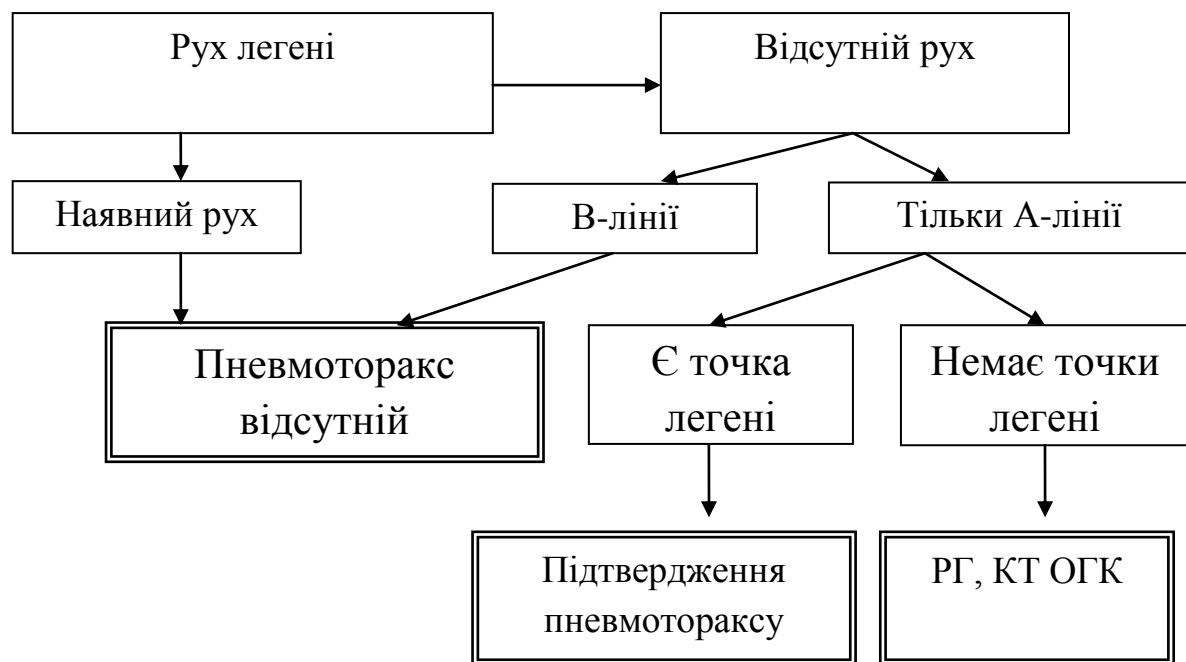 Рух легені
Відсутній рух
Наявний рух
В-лінії
Тільки А-лінії
Пневмоторакс
відсутній
Є точка
легені
Немає точки
легені
Підтвердження
пневмотораксу
РГ, КТ ОГК